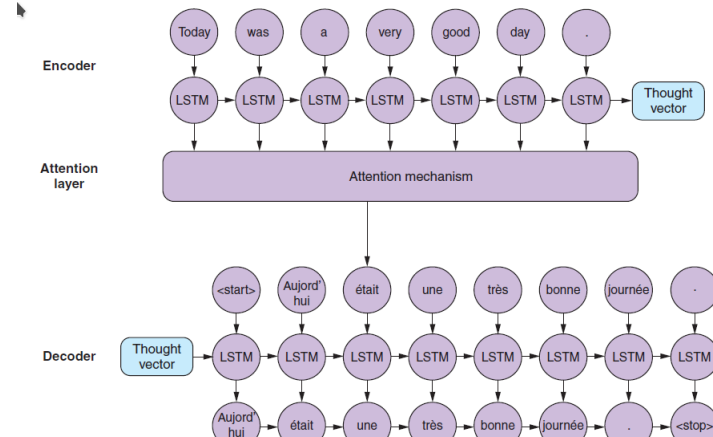 Today was a very good day .
Encoder
LSTM LSTM LSTM LSTM LSTM LSTM LSTM
Thought
vector
Attention
layer
Attention mechanism
<start> Aujord' était une très bonne journée .
hui
Decoder
Thought
vector
LSTM LSTM LSTM LSTM LSTM LSTM LSTM LSTM
Aujord' était une très bonne journée . <stop>
hui